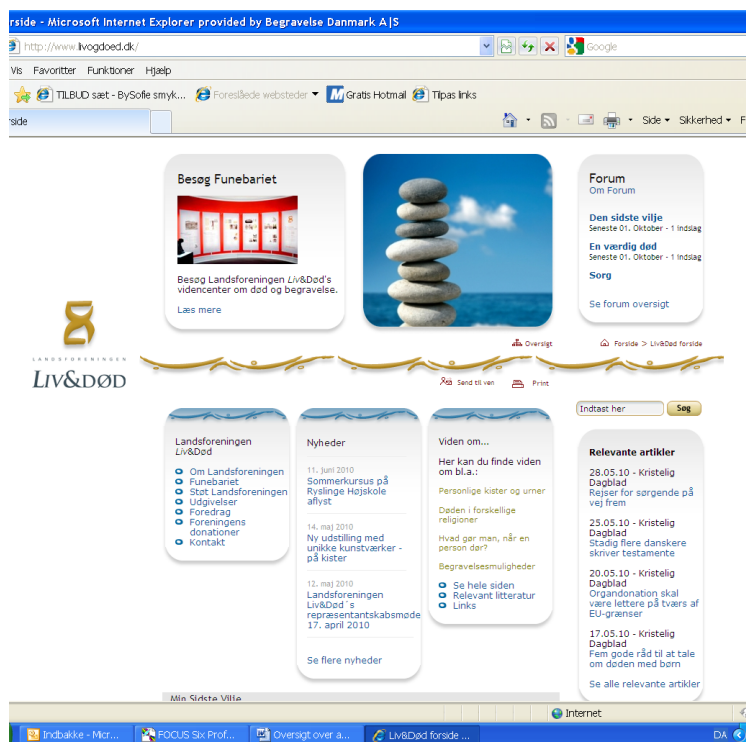 rside - Microsoft Internet Explorer provided by Begravelse Danmark A|S
http://www.livogdoed.dk/
Google
Vis Favoritter Funktioner Hjælp
TILBUD sæt - BySofie smyk... Foreslåede websteder Gratis Hotmail Tilpas links
rside
Side Sikkerhed F
Besøg Funebariet
Besøg Landsforeningen Liv&Død's
videncenter om død og begravelse.
Læs mere
Forum
Om Forum
Den sidste vilje
Seneste 01. Oktober - 1 indslag
En værdig død
Seneste 01. Oktober - 1 indslag
Sorg
Se forum oversigt
Oversigt
Forside > Liv&Død forside
LANDSFORENINGEN
LIV&DØD
Send til ven
Print
Indtast her
Søg
Landsforeningen
Liv&Død
Om Landsforeningen
Funebariet
Støt Landsforeningen
Udgivelser
Foredrag
Foreningens
donationer
Kontakt
Nyheder
11. juni 2010
Sommerkursus på
Ryslinge Højskole
aflyst
14. maj 2010
Ny udstilling med
unikke kunstværker -
på kister
12. maj 2010
Landsforeningen
Liv&Død´s
repræsentantskabsmøde
17. april 2010
Se flere nyheder
Viden om...
Her kan du finde viden
om bl.a.:
Personlige kister og urner
Døden i forskellige
religioner
Hvad gør man, når en
person dør?
Begravelsesmuligheder
Se hele siden
Relevant litteratur
Links
Relevante artikler
28.05.10 - Kristelig
Dagblad
Rejser for sørgende på
vej frem
25.05.10 - Kristelig
Dagblad
Stadig flere danskere
skriver testamente
20.05.10 - Kristelig
Dagblad
Organdonation skal
være lettere på tværs af
EU-grænser
17.05.10 - Kristelig
Dagblad
Fem gode råd til at tale
om døden med børn
Se alle relevante artikler
Min Sidste Vilje
Internet
Indbakke - Micr... FOCUS Six Prof... Oversigt over a... Liv&Død forside ... DA